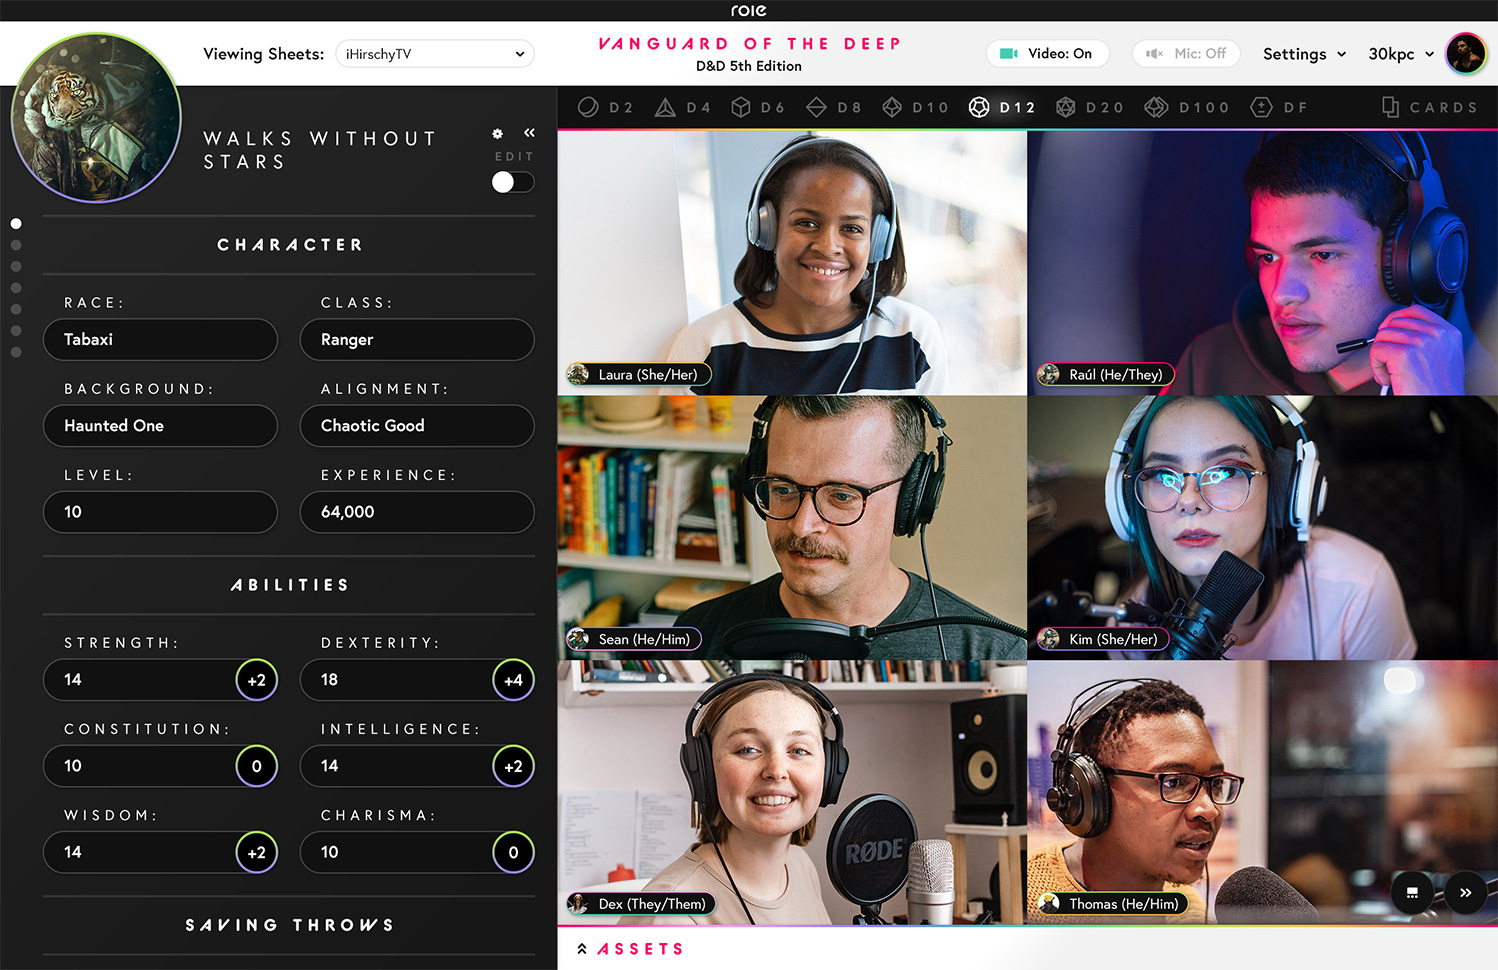 role
Viewing Sheets:
iHirschyTV
VANGUARD OF THE DEEP
D&D 5th Edition
Video: On
Mic: Off
Settings
30kpc
WALKS WITHOUT
STARS
EDIT
D2
D4
D6
D8
D10
D12
D20
D100
DF
CARDS
CHARACTER
RACE:
CLASS:
Tabaxi
Ranger
BACKGROUND:
ALIGNMENT:
Haunted One
Chaotic Good
LEVEL:
EXPERIENCE:
10
64,000
ABILITIES
STRENGTH:
DEXTERITY:
14
+2
18
+4
CONSTITUTION:
INTELLIGENCE:
10
0
14
+2
WISDOM:
CHARISMA:
14
+2
10
0
SAVING THROWS
Laura (She/Her)
Raúl (He/They)
Sean (He/Him)
Kim (She/Her)
RØDE
Dex (They/Them)
Thomas (He/Him)
ASSETS